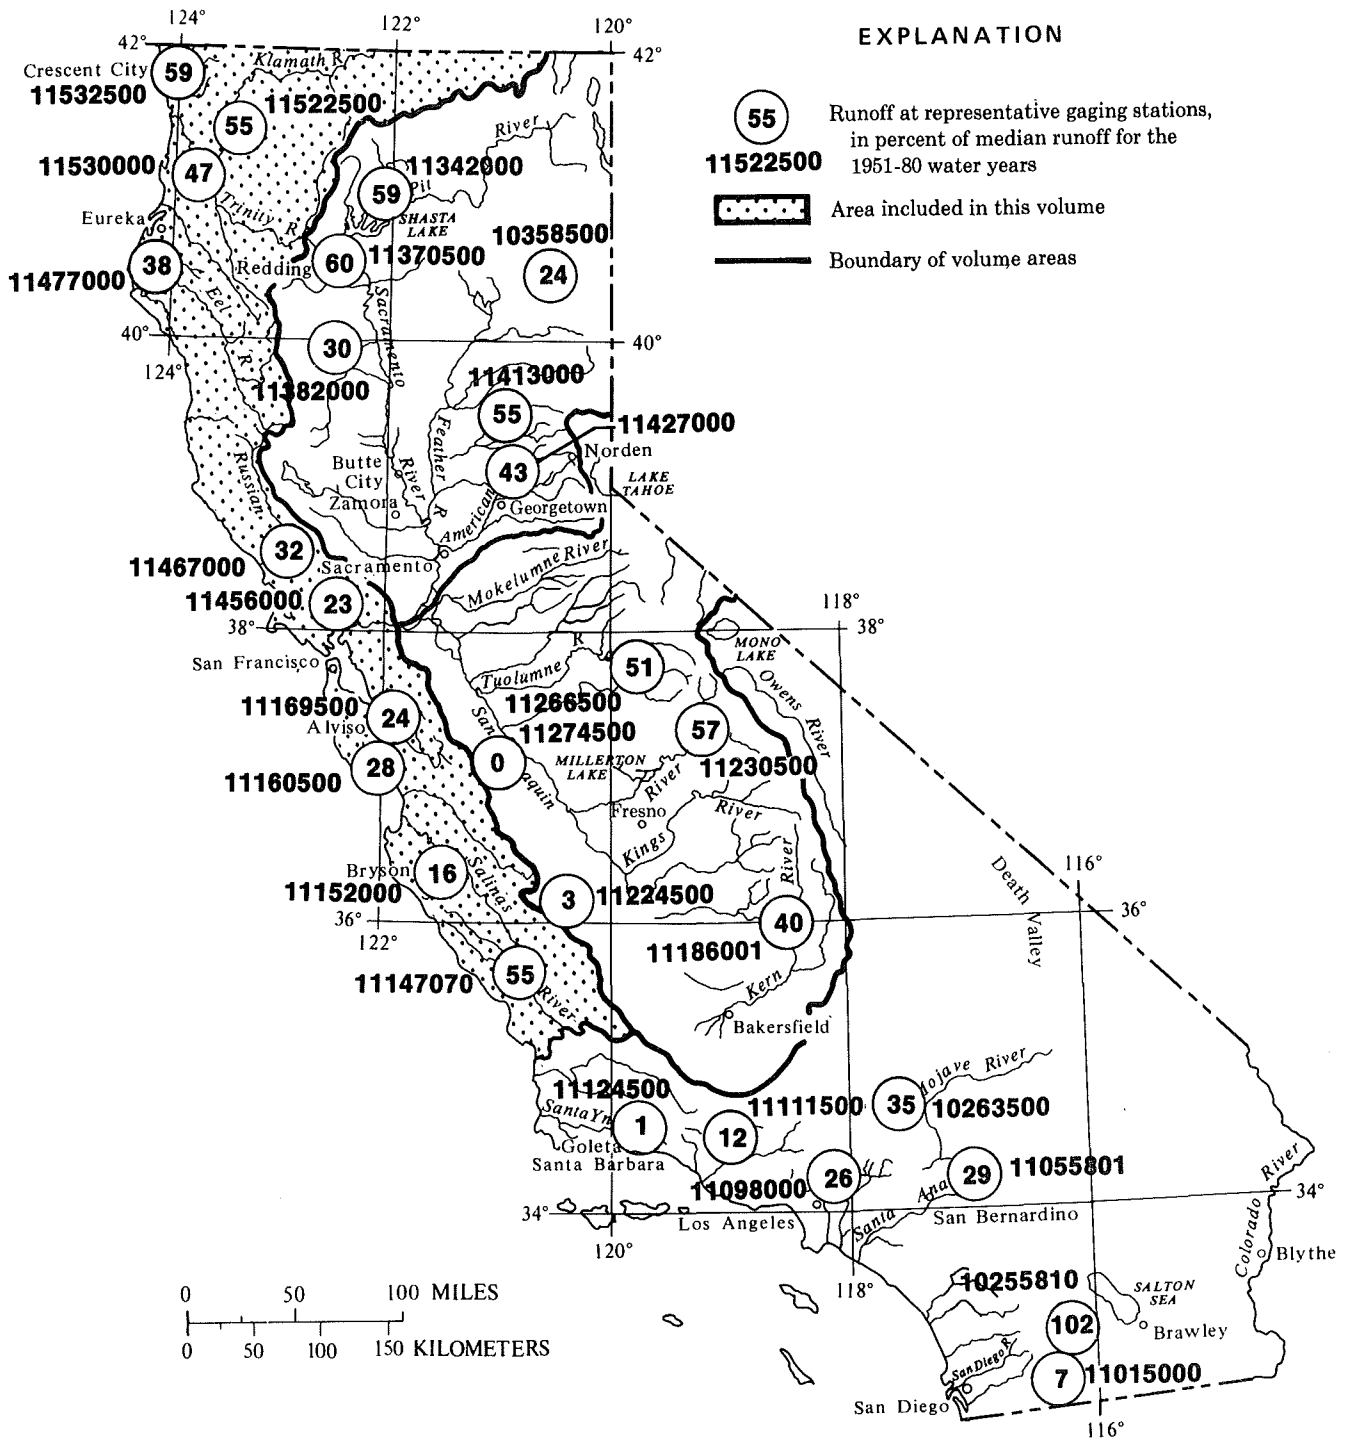 124°
122°
120°
42°
42°
EXPLANATION
55
11522500
Runoff at representative gaging stations,
in percent of median runoff for the
1951-80 water years
Area included in this volume
Boundary of volume areas
Crescent City
59
11532500
Klamath R
55
11522500
11530000
47
Trinity R
Eureka
38
11477000
Eel R
River
Pit
11342000
59
SHASTA
LAKE
Redding
60
11370500
10358500
24
40°
40°
124°
Sacramento
River
30
11382000
11413000
55
11427000
43
Feather R
Norden
LAKE
TAHOE
Butte
City
Zamora
American
Georgetown
Russian
32
11467000
Sacramento
Mokelumne River
11456000
23
38°
118°
38°
San Francisco
MONO
LAKE
Tuolumne R
51
11266500
Owens River
11169500
24
Alviso
San
aquin
11274500
0
57
11230500
MILLERTON
LAKE
River
28
11160500
Fresno
Kings
River
River
Bryson
16
11152000
Salinas
River
3
11224500
116°
Death Valley
36°
36°
122°
40
11186001
11147070
55
Kern
Bakersfield
11124500
Santa Yn
1
Goleta
Santa Barbara
11111500
12
Mojave River
35
10263500
26
11098000
29
11055801
Santa Ana
San Bernardino
River
Colorado
34°
34°
Los Angeles
120°
118°
Blythe
10255810
SALTON
SEA
102
Brawley
San Diego R
7
11015000
San Diego
116°
0 50 100 MILES
0 50 100 150 KILOMETERS